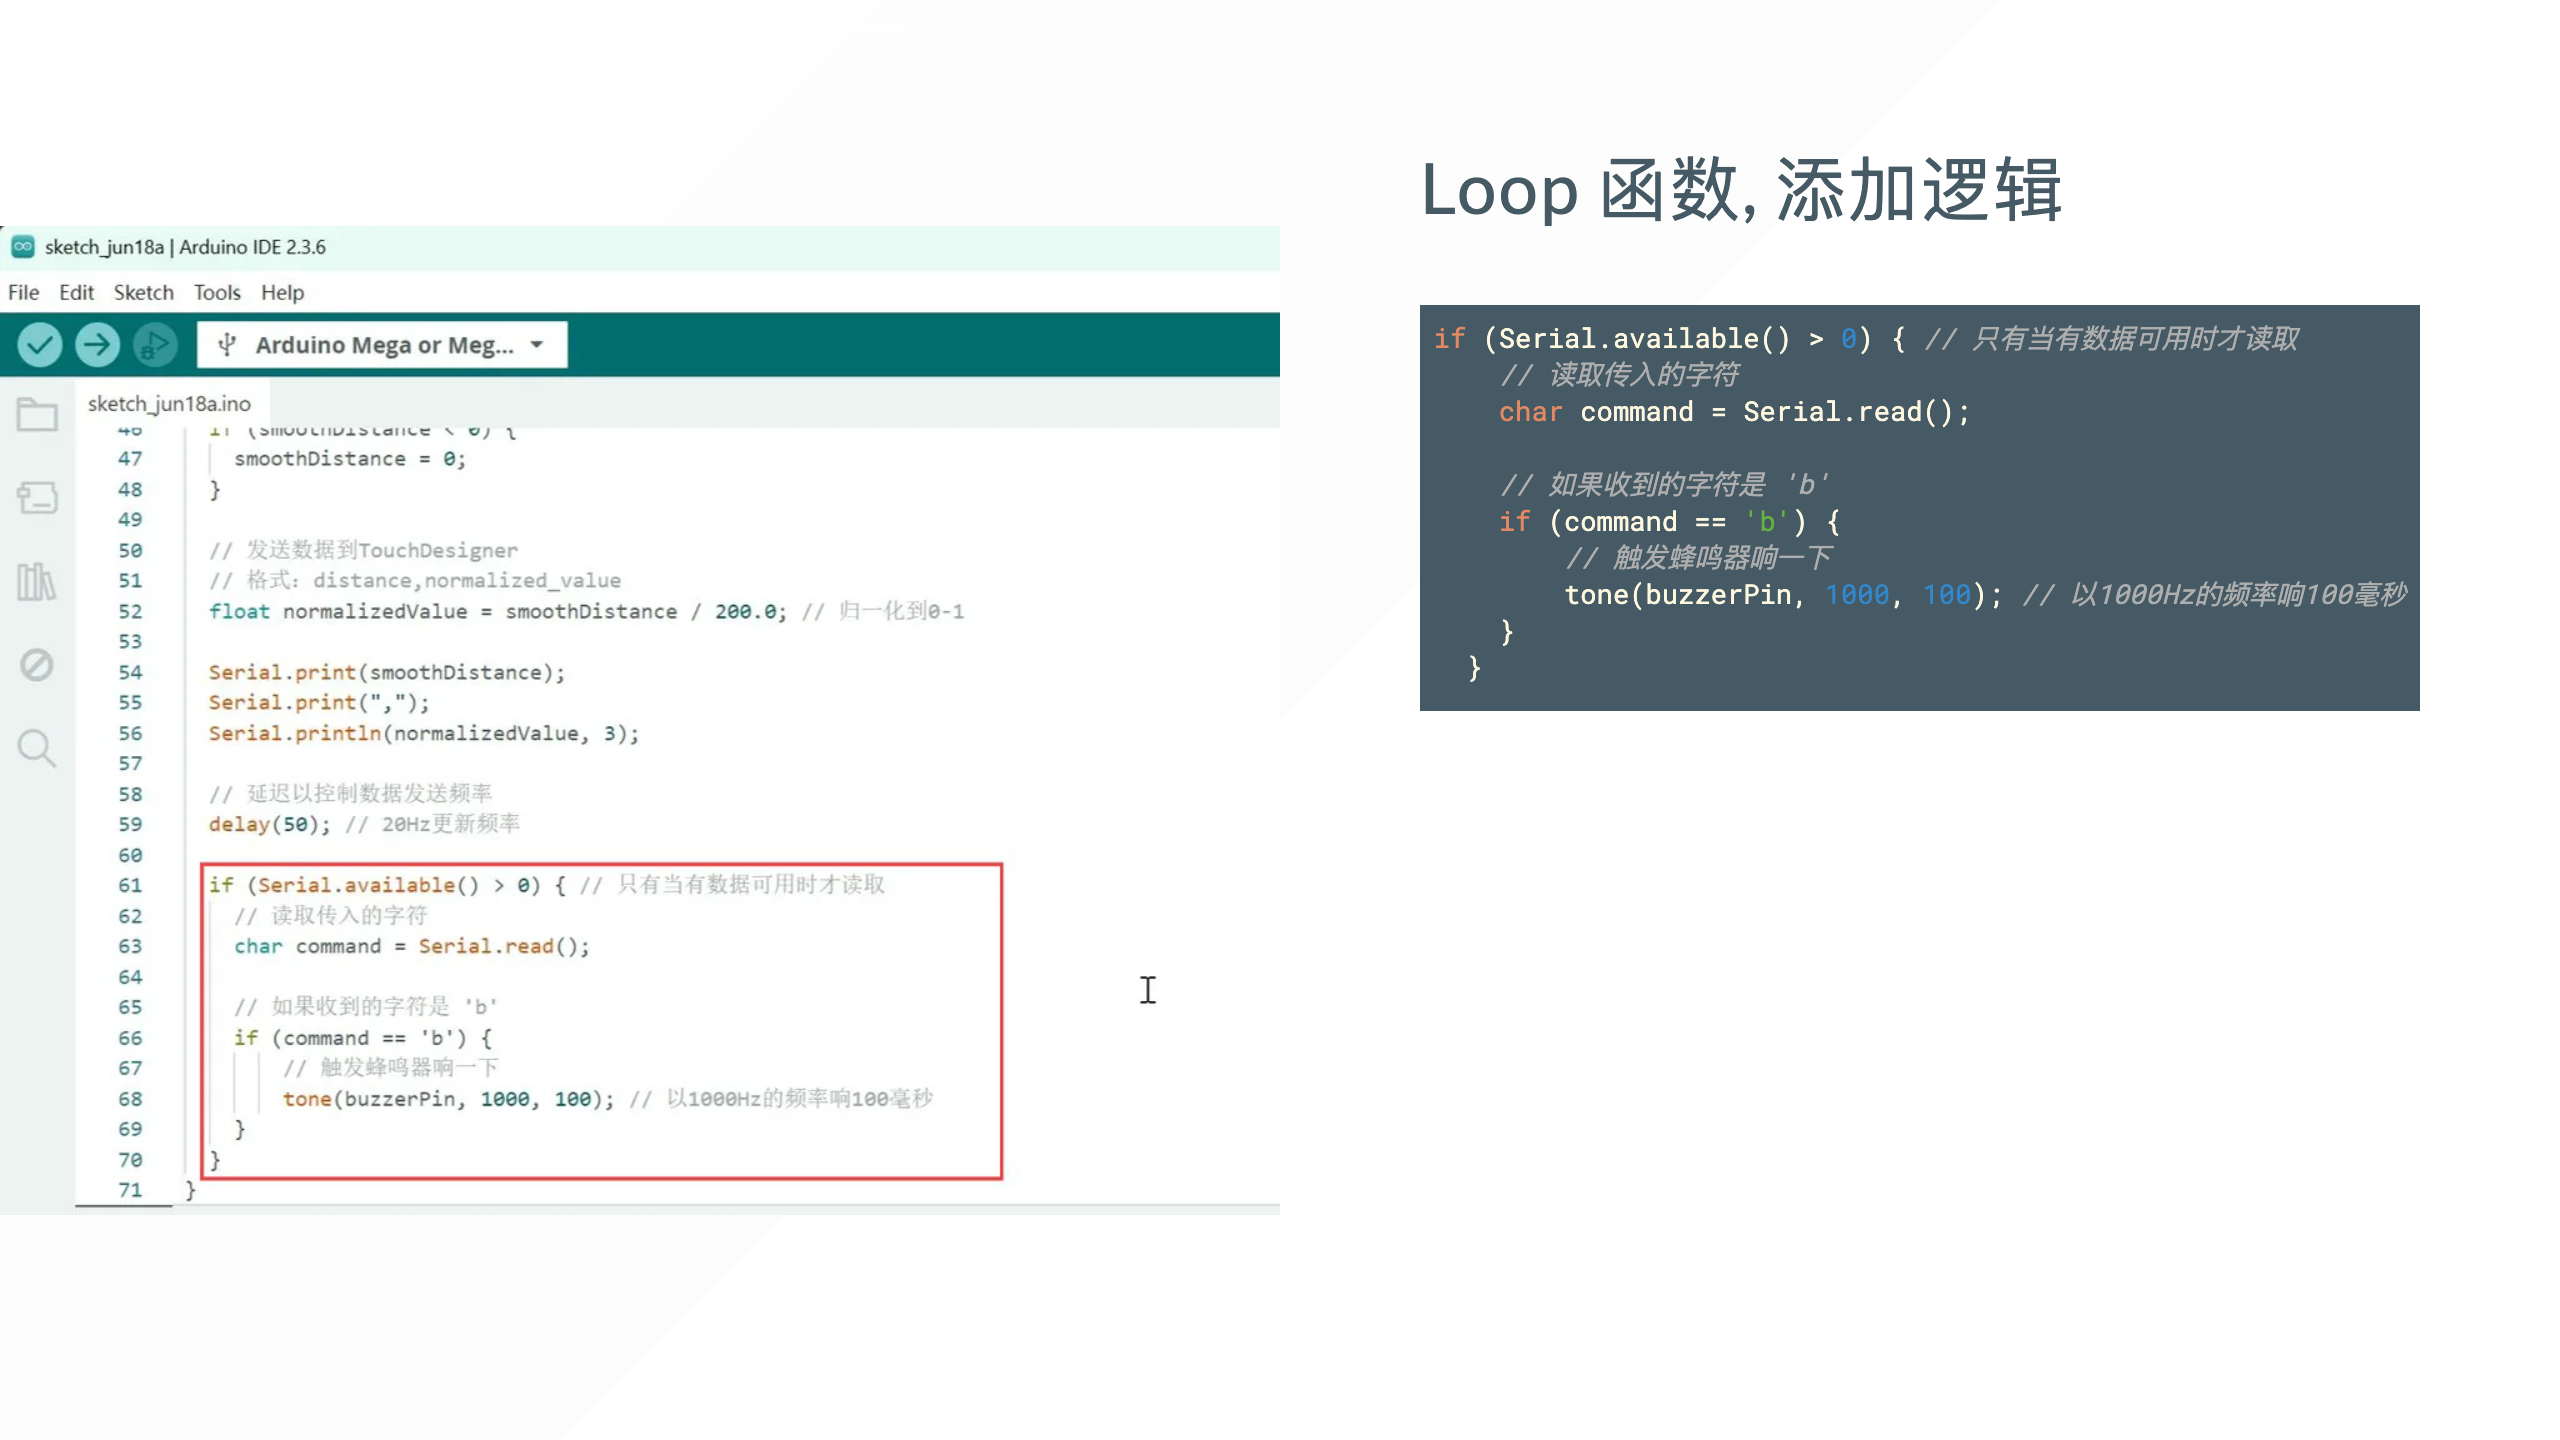 sketch_jun18a | Arduino IDE 2.3.6
File Edit Sketch Tools Help
Arduino Mega or Meg...
sketch_jun18a.ino
46 if (smoothDistance < 0) {
47 smoothDistance = 0;
48 }
49
50 // 发送数据到TouchDesigner
51 // 格式：distance,normalized_value
52 float normalizedValue = smoothDistance / 200.0; // 归一化到0-1
53
54 Serial.print(smoothDistance);
55 Serial.print(",");
56 Serial.println(normalizedValue, 3);
57
58 // 延迟以控制数据发送频率
59 delay(50); // 20Hz更新频率
60
61 if (Serial.available() > 0) { // 只有当有数据可用时才读取
62 // 读取传入的字符
63 char command = Serial.read();
64
65 // 如果收到的字符是 'b'
66 if (command == 'b') {
67 // 触发蜂鸣器响一下
68 tone(buzzerPin, 1000, 100); // 以1000Hz的频率响100毫秒
69 }
70 }
71 }
Loop 函数, 添加逻辑
if (Serial.available() > 0) { // 只有当有数据可用时才读取
// 读取传入的字符
char command = Serial.read();
// 如果收到的字符是 'b'
if (command == 'b') {
// 触发蜂鸣器响一下
tone(buzzerPin, 1000, 100); // 以1000Hz的频率响100毫秒
}
}